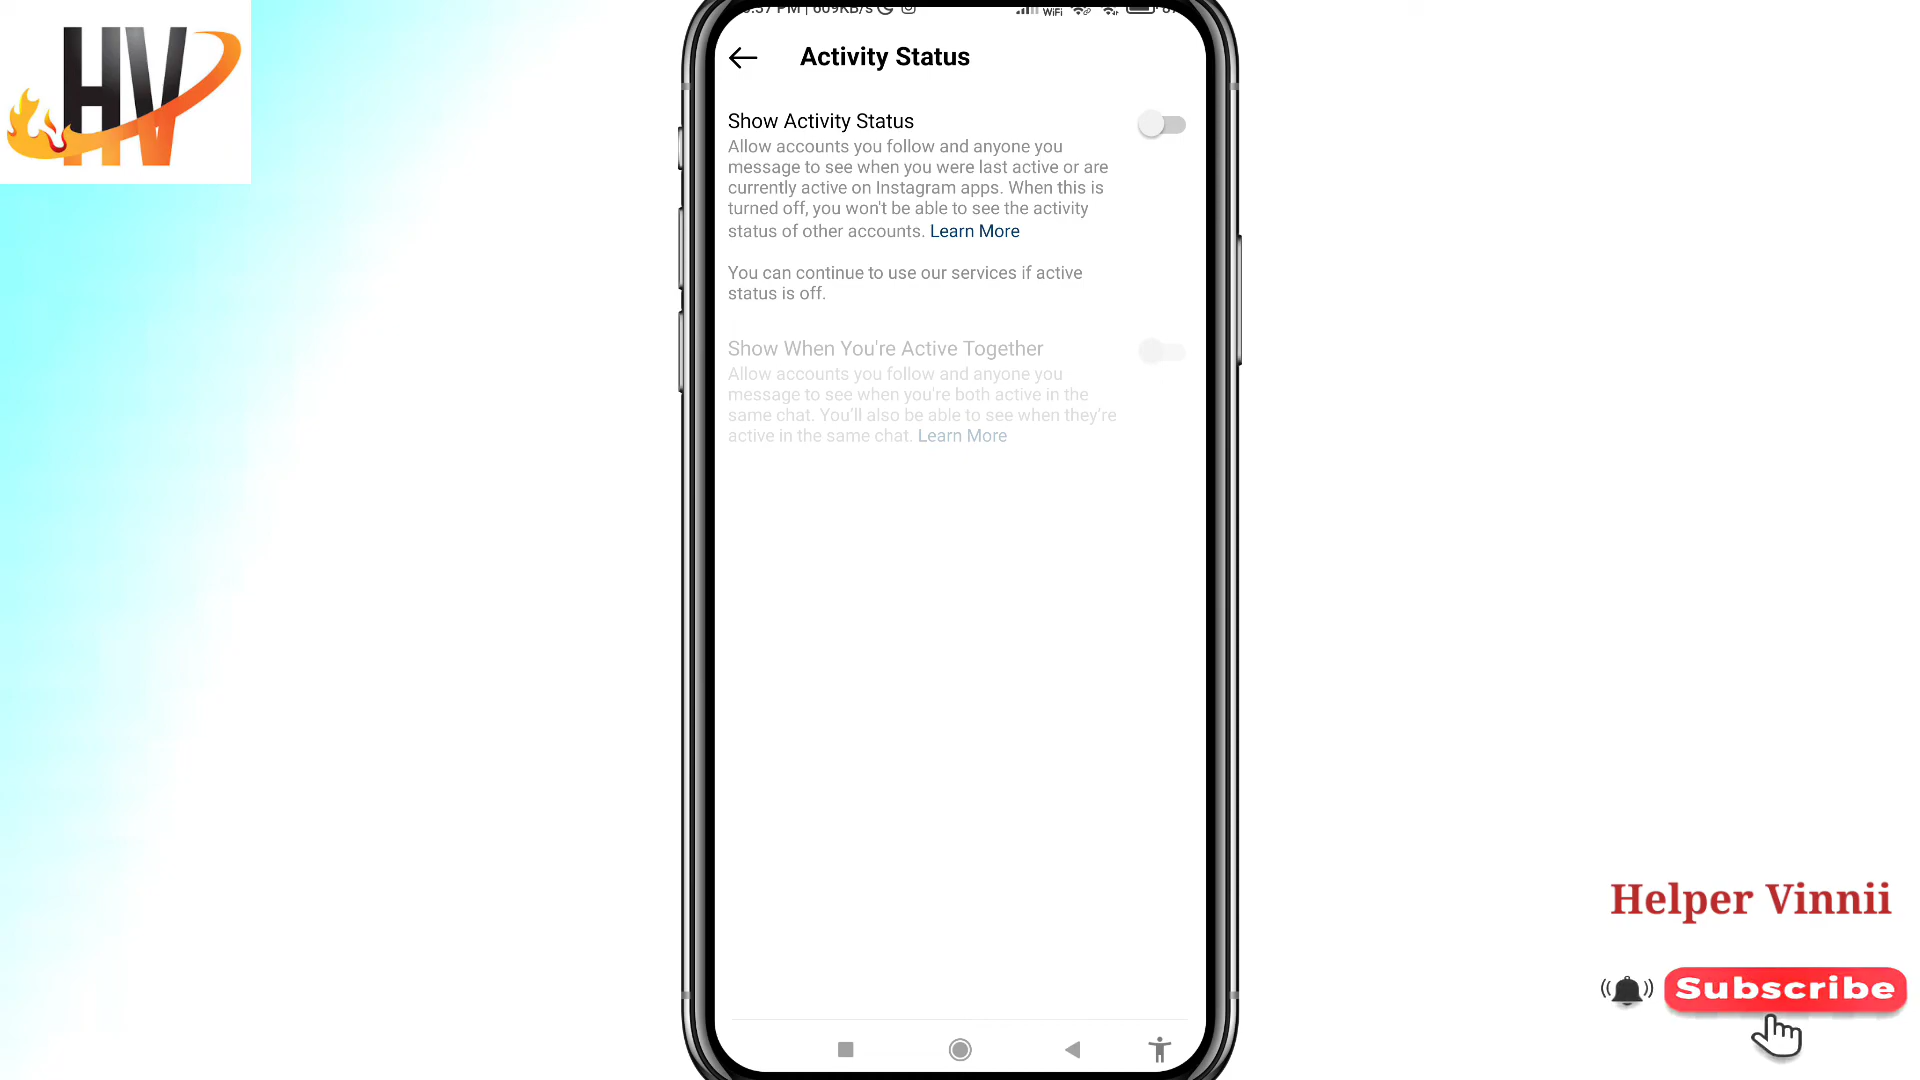 HV
PM | 609KB/s
WiFi
Activity Status
Show Activity Status
Allow accounts you follow and anyone you
message to see when you were last active or are
currently active on Instagram apps. When this is
turned off, you won't be able to see the activity
status of other accounts. Learn More
You can continue to use our services if active
status is off.
Show When You're Active Together
Allow accounts you follow and anyone you
message to see when you're both active in the
same chat. You'll also be able to see when they're
active in the same chat. Learn More
Helper Vinnii
Subscribe